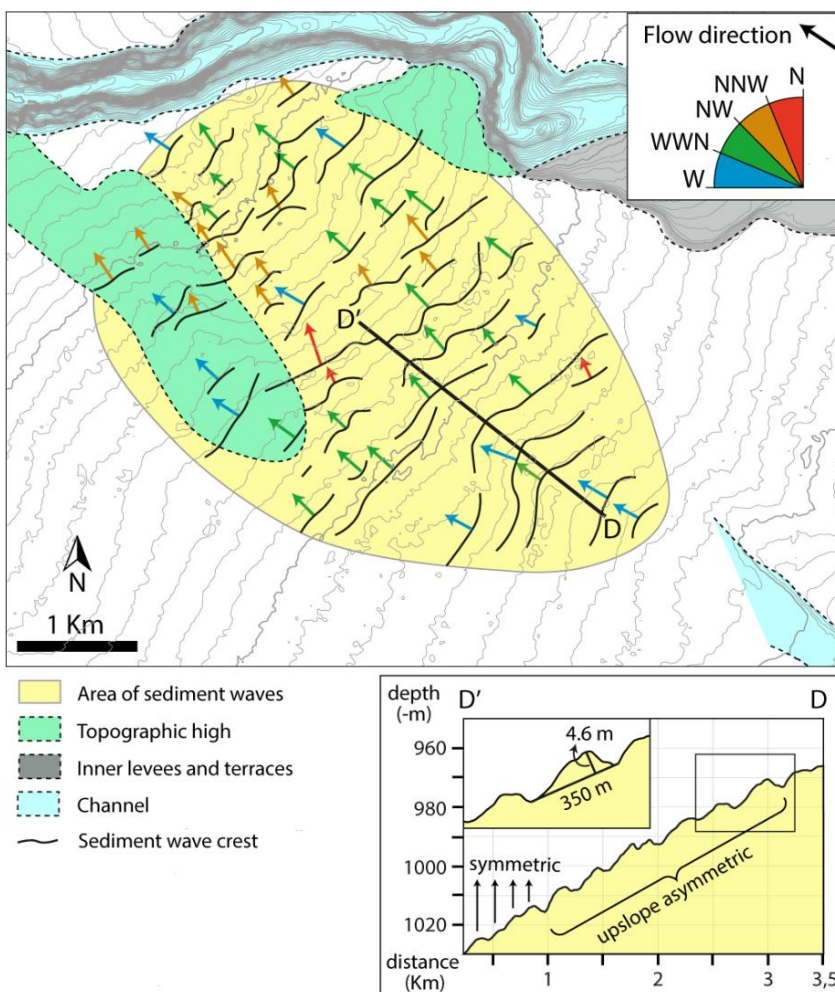 Flow direction
N
NNW
NW
WWN
W
D'
D
N
1 Km
Area of sediment waves
Topographic high
Inner levees and terraces
Channel
Sediment wave crest
depth
(-m)
D'
D
960
980
1000
1020
4.6 m
350 m
symmetric
upslope asymmetric
distance
(Km)
1
2
3
3,5